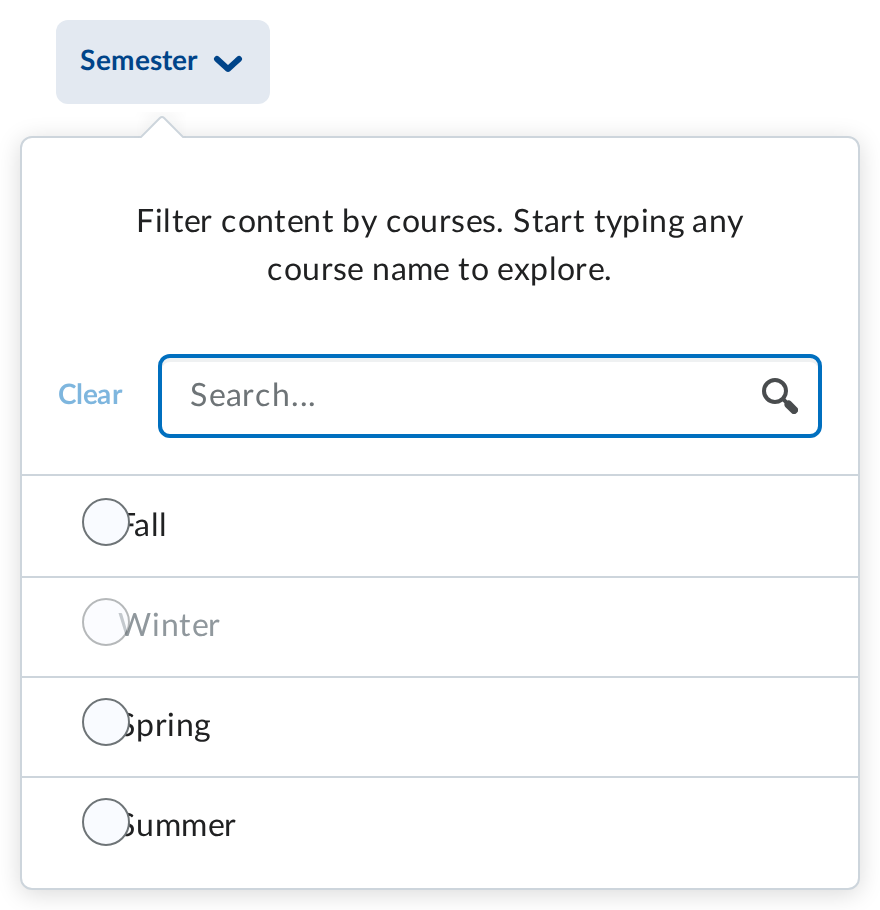 Semester
Filter content by courses. Start typing any
course name to explore.
Clear
Search...
Fall
Winter
Spring
Summer